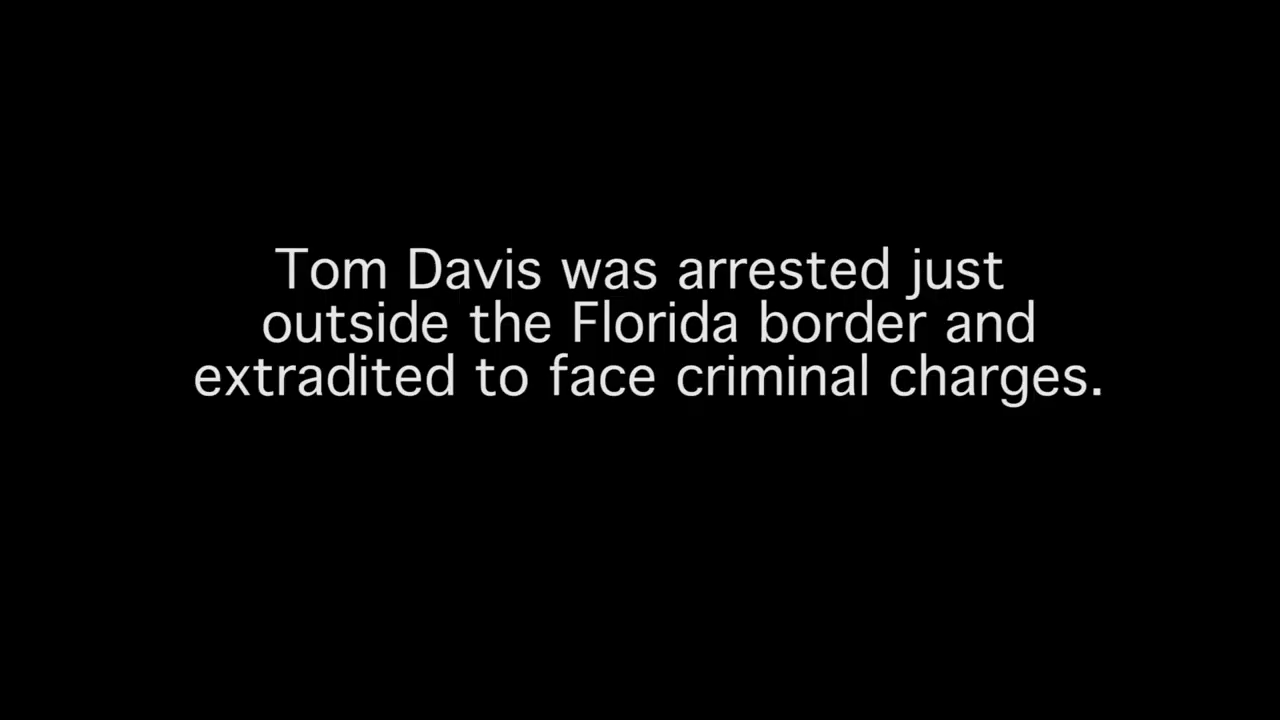 Tom Davis was arrested just
outside the Florida border and
extradited to face criminal charges.